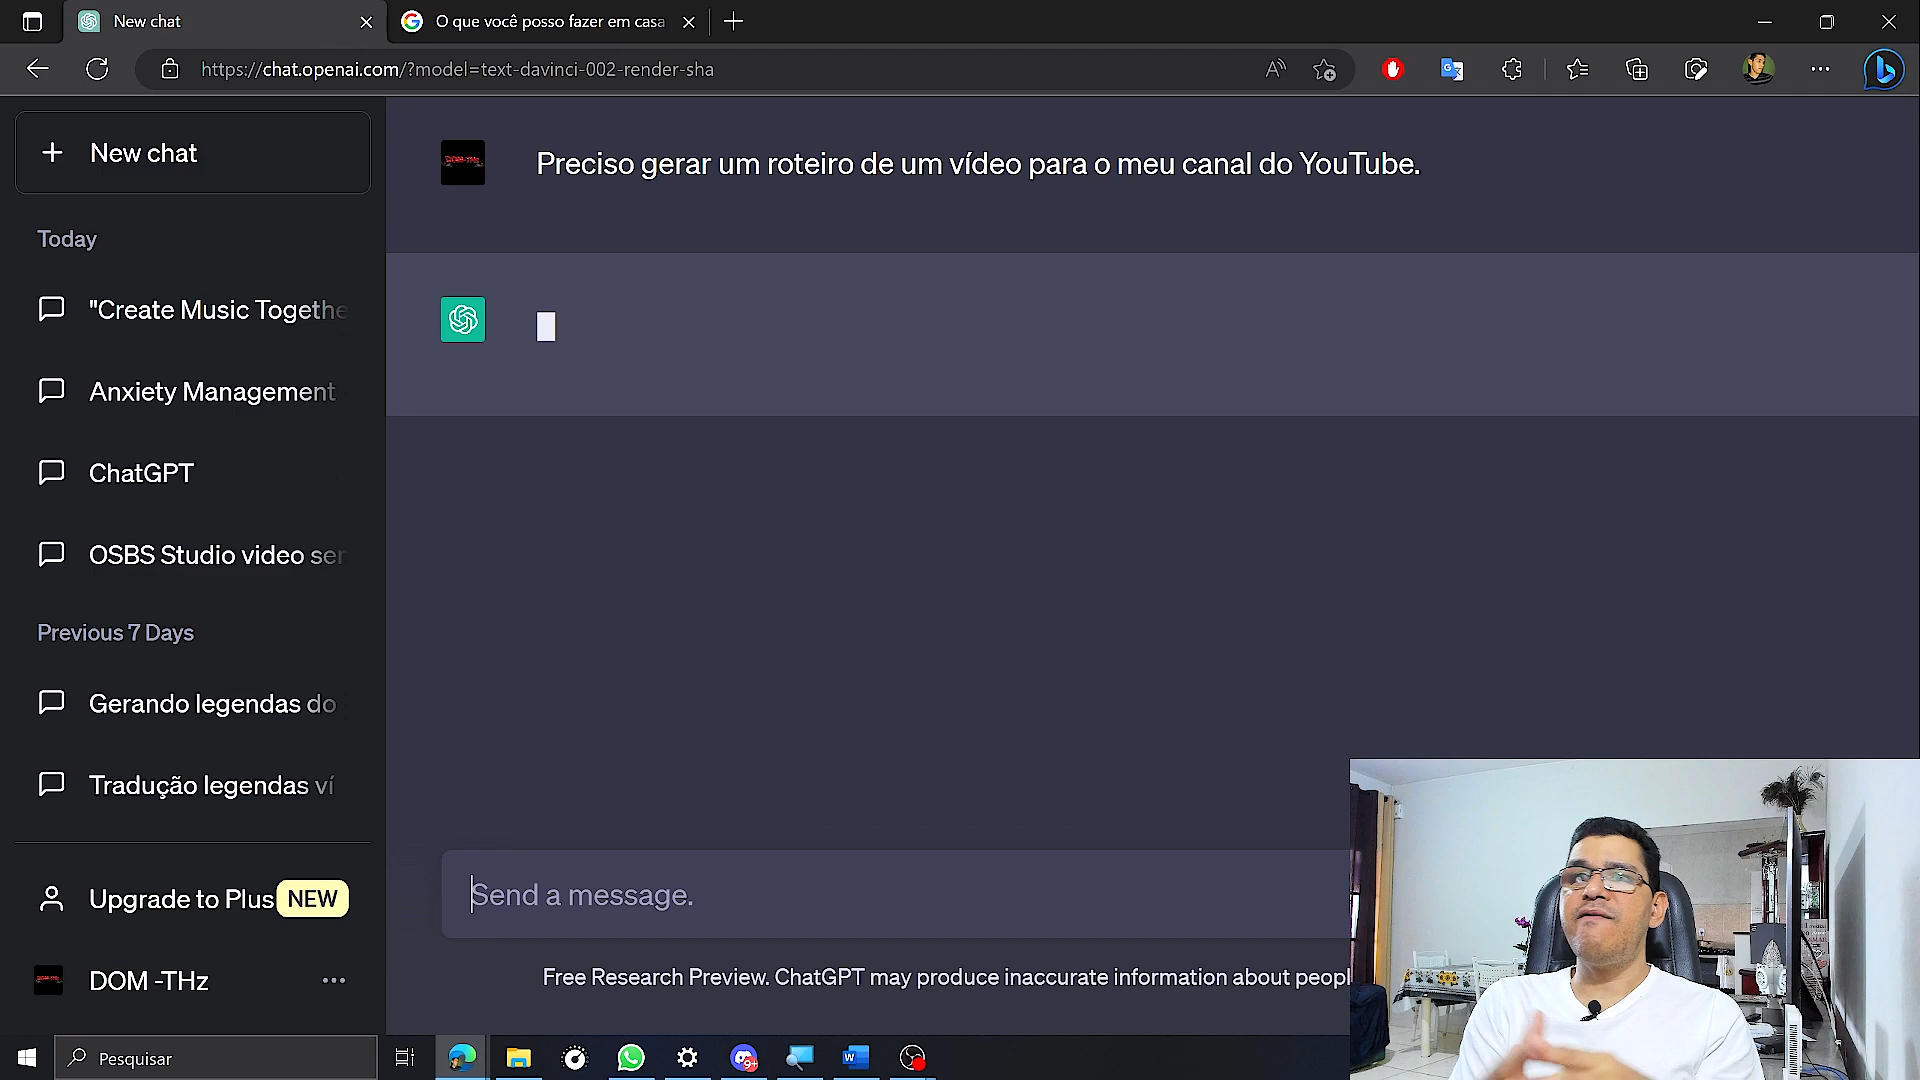 New chat
O que você posso fazer em casa
https://chat.openai.com/?model=text-davinci-002-render-sha
New chat
Preciso gerar um roteiro de um vídeo para o meu canal do YouTube.
Today
"Create Music Togethe
Anxiety Management
ChatGPT
OSBS Studio video ser
Previous 7 Days
Gerando legendas do
Tradução legendas ví
Upgrade to Plus NEW
DOM -THz
Send a message.
Free Research Preview. ChatGPT may produce inaccurate information about peopl
Pesquisar
9+